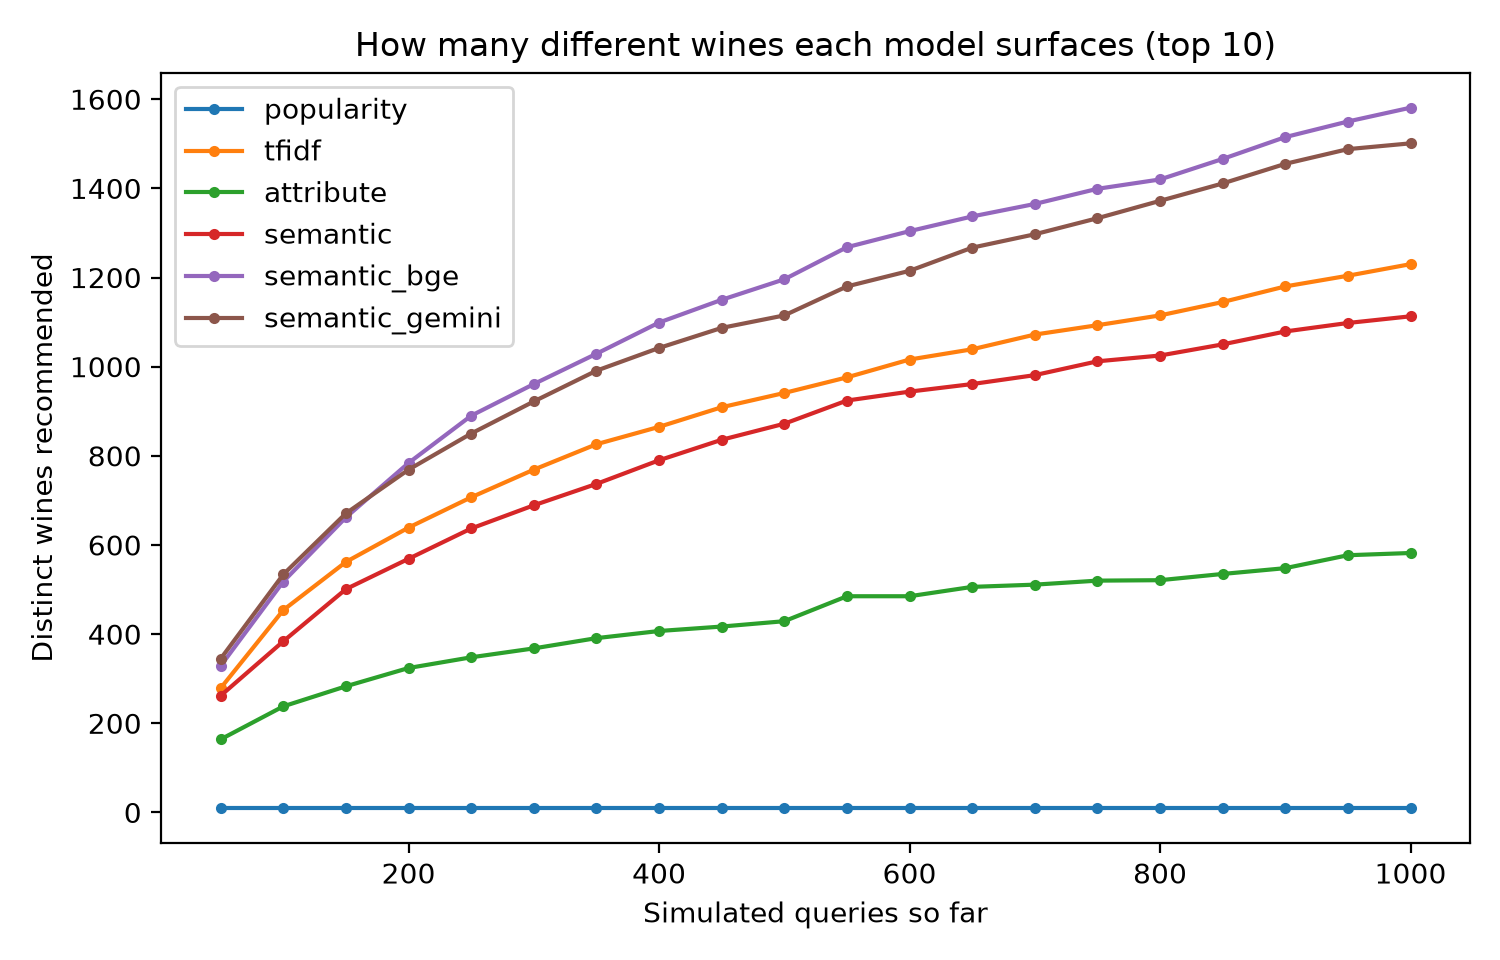 How many different wines each model surfaces (top 10)
popularity
tfidf
attribute
semantic
semantic_bge
semantic_gemini
Distinct wines recommended
1600
1400
1200
1000
800
600
400
200
0
200 400 600 800 1000
Simulated queries so far